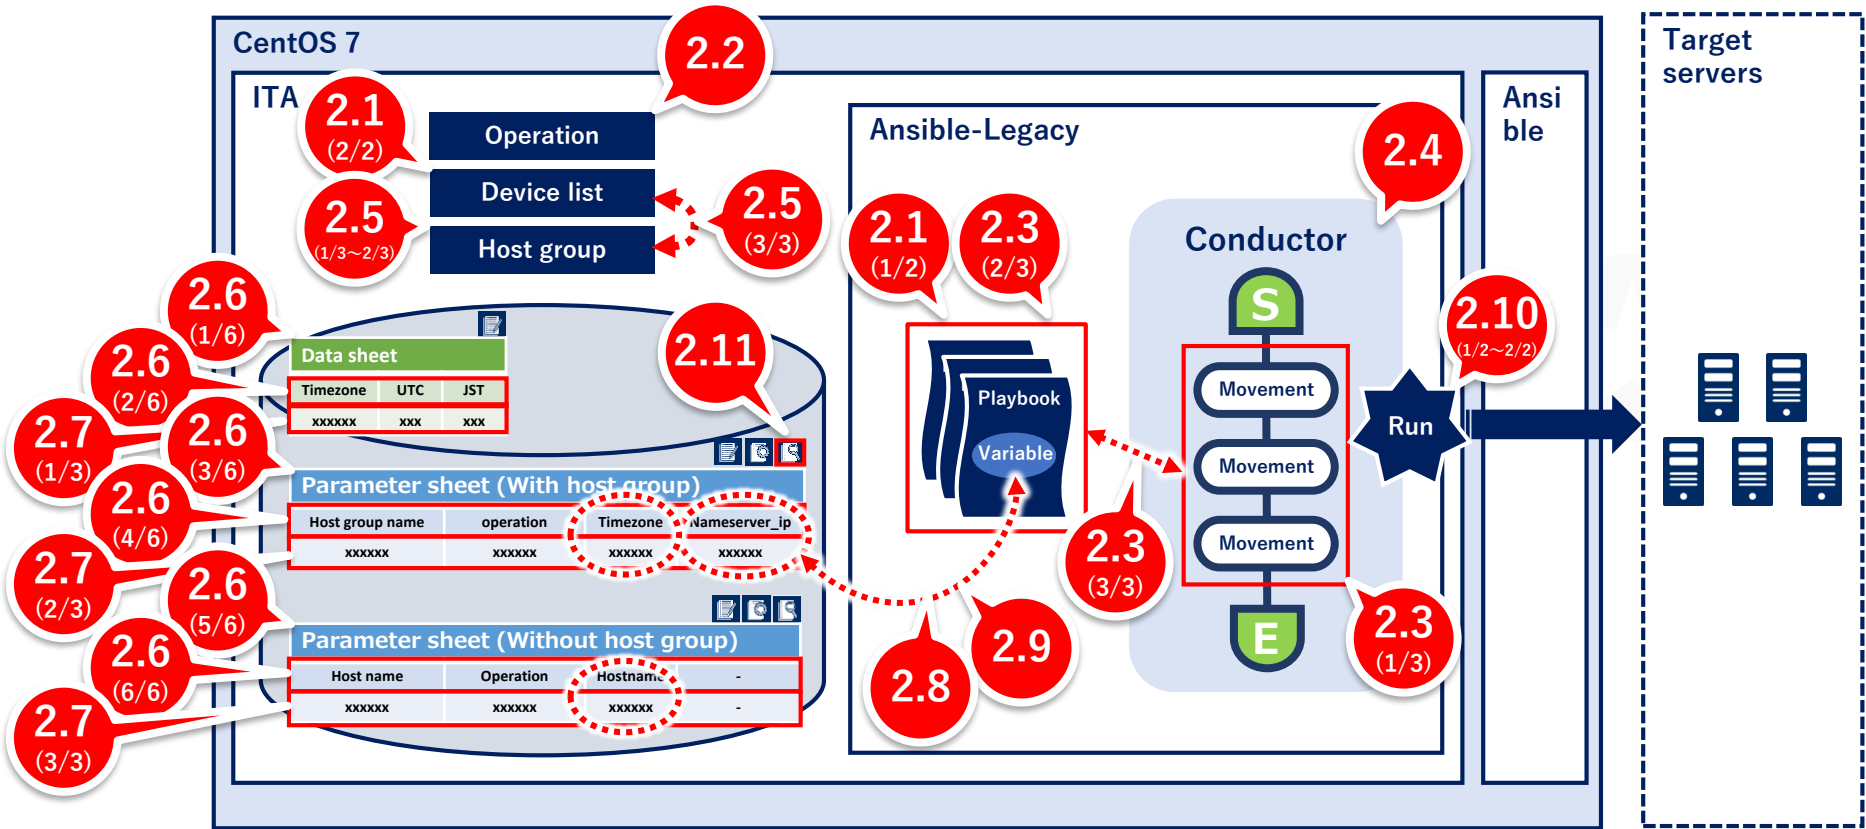 CentOS 7
2.2
Target
servers
ITA
2.1
(2/2)
Operation
Device list
Host group
2.5
(1/3~2/3)
2.5
(3/3)
Ansible-Legacy
2.4
Ansi
ble
2.1
(1/2)
2.3
(2/3)
Conductor
S
Movement
Movement
Movement
E
Playbook
Variable
Run
2.10
(1/2~2/2)
2.6
(1/6)
2.11
Data sheet
Timezone UTC JST
xxxxxx xxx xxx
2.6
(2/6)
2.7
(1/3)
2.6
(3/6)
Parameter sheet (With host group)
Host group name operation Timezone Nameserver_ip
xxxxxx xxxxxx xxxxxx xxxxxx
2.6
(4/6)
2.7
(2/3)
2.6
(5/6)
Parameter sheet (Without host group)
Host name Operation Hostname -
xxxxxx xxxxxx xxxxxx -
2.6
(6/6)
2.7
(3/3)
2.8
2.9
2.3
(3/3)
2.3
(1/3)